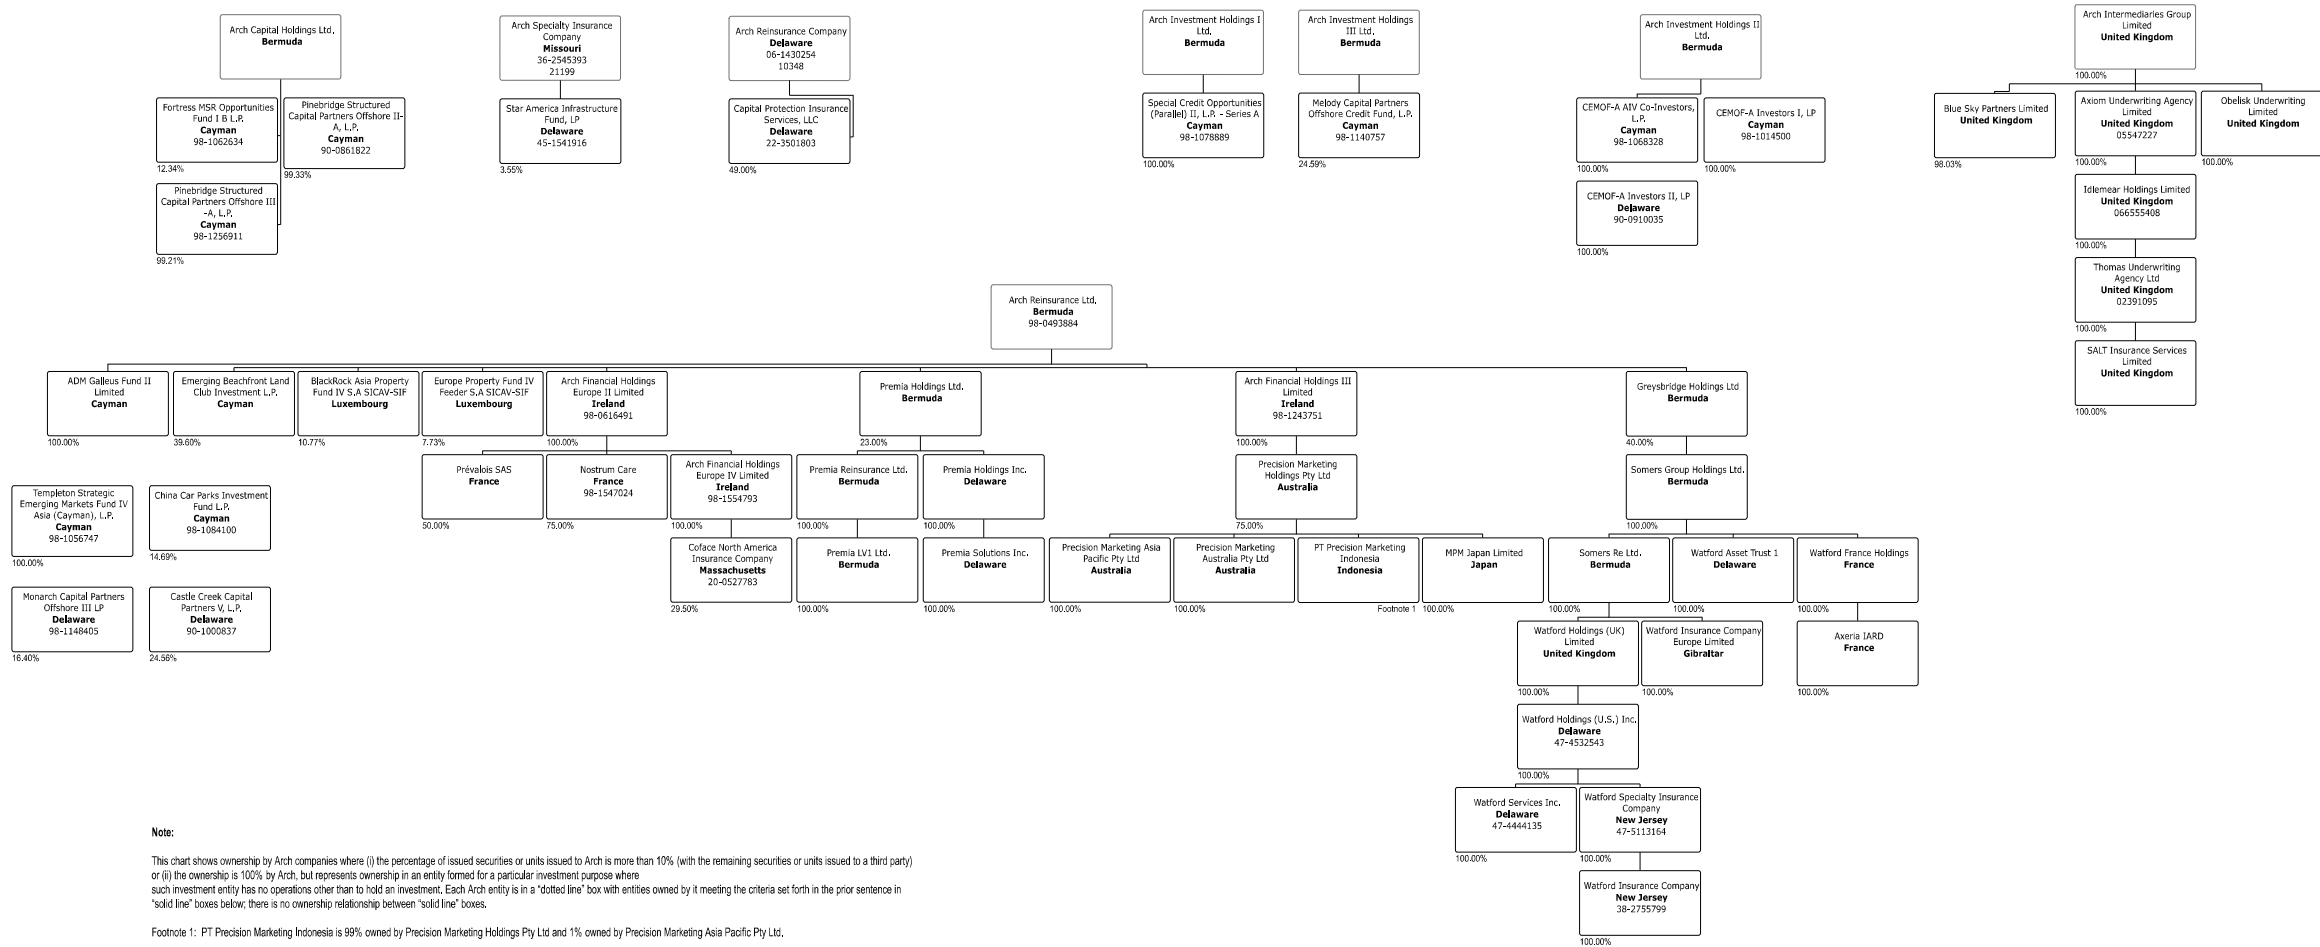 Arch Capital Holdings Ltd.
Bermuda
Fortress MSR Opportunities
Fund I B L.P.
Cayman
98-1062634
12.34%
Pinebridge Structured
Capital Partners Offshore II-
A, L.P.
Cayman
90-0861822
99.33%
Pinebridge Structured
Capital Partners Offshore III
-A, L.P.
Cayman
98-1256911
99.21%
Arch Specialty Insurance
Company
Missouri
36-2545393
21199
Star America Infrastructure
Fund, LP
Delaware
45-1541916
3.55%
Arch Reinsurance Company
Delaware
06-1430254
10348
Capital Protection Insurance
Services, LLC
Delaware
22-3501803
49.00%
Arch Investment Holdings I
Ltd.
Bermuda
Special Credit Opportunities
(Parallel) II, L.P. - Series A
Cayman
98-1078889
100.00%
Arch Investment Holdings
III Ltd.
Bermuda
Melody Capital Partners
Offshore Credit Fund, L.P.
Cayman
98-1140757
24.59%
Arch Investment Holdings II
Ltd.
Bermuda
CEMOF-A AIV Co-Investors,
L.P.
Cayman
98-1068328
100.00%
CEMOF-A Investors I, LP
Cayman
98-1014500
100.00%
CEMOF-A Investors II, LP
Delaware
90-0910035
100.00%
Arch Intermediaries Group
Limited
United Kingdom
100.00%
Blue Sky Partners Limited
United Kingdom
98.03%
Axiom Underwriting Agency
Limited
United Kingdom
05547227
100.00%
Obelisk Underwriting
Limited
United Kingdom
100.00%
Idlemear Holdings Limited
United Kingdom
066555408
100.00%
Thomas Underwriting
Agency Ltd
United Kingdom
02391095
100.00%
SALT Insurance Services
Limited
United Kingdom
100.00%
Arch Reinsurance Ltd.
Bermuda
98-0493884
ADM Galleus Fund II
Limited
Cayman
100.00%
Emerging Beachfront Land
Club Investment L.P.
Cayman
39.60%
BlackRock Asia Property
Fund IV S.A SICAV-SIF
Luxembourg
10.77%
Europe Property Fund IV
Feeder S.A SICAV-SIF
Luxembourg
7.73%
Arch Financial Holdings
Europe II Limited
Ireland
98-0616491
100.00%
Premia Holdings Ltd.
Bermuda
23.00%
Arch Financial Holdings III
Limited
Ireland
98-1243751
100.00%
Greysbridge Holdings Ltd
Bermuda
40.00%
Prévalois SAS
France
50.00%
Nostrum Care
France
98-1547024
75.00%
Arch Financial Holdings
Europe IV Limited
Ireland
98-1554793
100.00%
Premia Reinsurance Ltd.
Bermuda
100.00%
Premia Holdings Inc.
Delaware
100.00%
Precision Marketing
Holdings Pty Ltd
Australia
75.00%
Somers Group Holdings Ltd.
Bermuda
100.00%
Templeton Strategic
Emerging Markets Fund IV
Asia (Cayman), L.P.
Cayman
98-1056747
100.00%
China Car Parks Investment
Fund L.P.
Cayman
98-1084100
14.69%
Coface North America
Insurance Company
Massachusetts
20-0527783
29.50%
Premia LV1 Ltd.
Bermuda
100.00%
Premia Solutions Inc.
Delaware
100.00%
Precision Marketing Asia
Pacific Pty Ltd
Australia
100.00%
Precision Marketing
Australia Pty Ltd
Australia
100.00%
PT Precision Marketing
Indonesia
Indonesia
Footnote 1
MPM Japan Limited
Japan
100.00%
Somers Re Ltd.
Bermuda
100.00%
Watford Asset Trust 1
Delaware
100.00%
Watford France Holdings
France
100.00%
Monarch Capital Partners
Offshore III LP
Delaware
98-1148405
16.40%
Castle Creek Capital
Partners V, L.P.
Delaware
90-1000837
24.56%
Watford Holdings (UK)
Limited
United Kingdom
100.00%
Watford Insurance Company
Europe Limited
Gibraltar
100.00%
Axeria IARD
France
100.00%
Watford Holdings (U.S.) Inc.
Delaware
47-4532543
100.00%
Watford Services Inc.
Delaware
47-4444135
100.00%
Watford Specialty Insurance
Company
New Jersey
47-5113164
100.00%
Watford Insurance Company
New Jersey
38-2755799
100.00%
Note:
This chart shows ownership by Arch companies where (i) the percentage of issued securities or units issued to Arch is more than 10% (with the remaining securities or units issued to a third party)
or (ii) the ownership is 100% by Arch, but represents ownership in an entity formed for a particular investment purpose where
such investment entity has no operations other than to hold an investment. Each Arch entity is in a "dotted line" box with entities owned by it meeting the criteria set forth in the prior sentence in
"solid line" boxes below; there is no ownership relationship between "solid line" boxes.
Footnote 1: PT Precision Marketing Indonesia is 99% owned by Precision Marketing Holdings Pty Ltd and 1% owned by Precision Marketing Asia Pacific Pty Ltd.